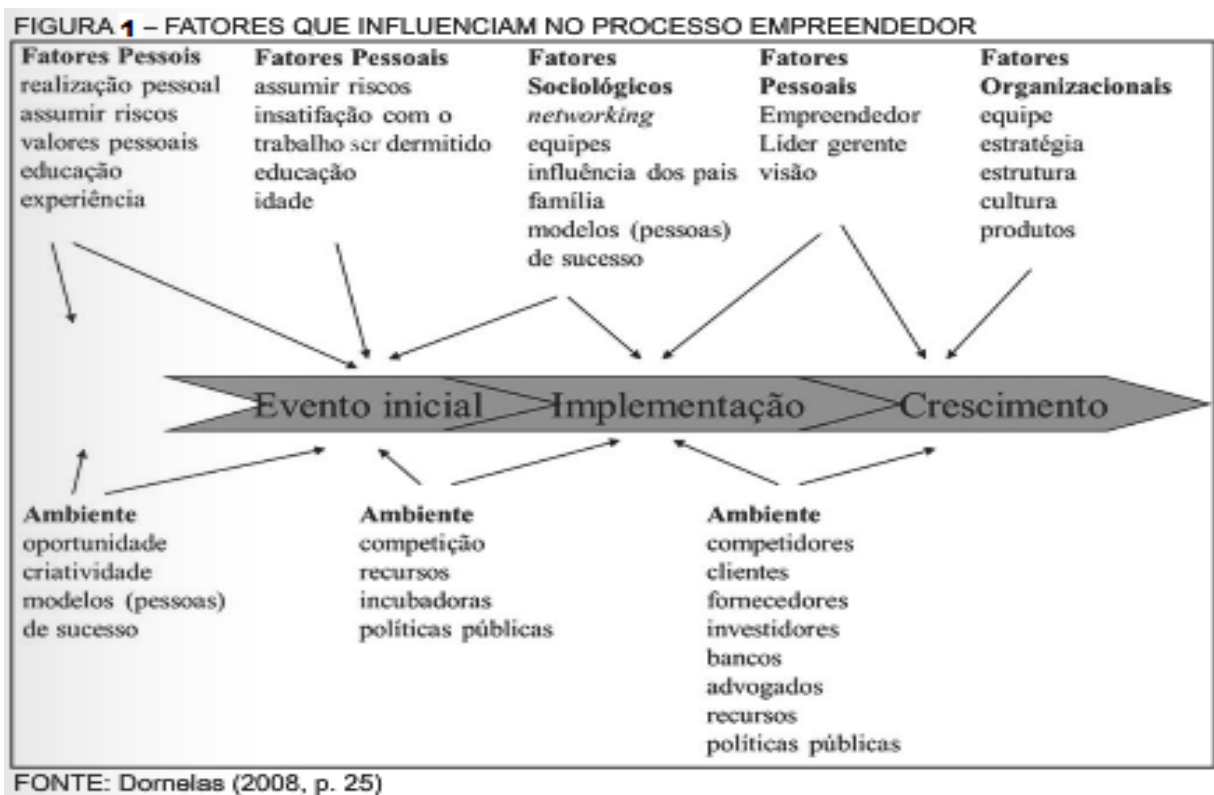 FIGURA 1 – FATORES QUE INFLUENCIAM NO PROCESSO EMPREENDEDOR
Fatores Pessois
realização pessoal
assumir riscos
valores pessoais
educação
experiência
Fatores Pessoais
assumir riscos
insatifação com o
trabalho scr dermitido
educação
idade
Fatores
Sociológicos
networking
equipes
influência dos pais
família
modelos (pessoas)
de sucesso
Fatores
Pessoais
Empreendedor
Líder gerente
visão
Fatores
Organizacionais
equipe
estratégia
estrutura
cultura
produtos
Evento inicial
Implementação
Crescimento
Ambiente
oportunidade
criatividade
modelos (pessoas)
de sucesso
Ambiente
competição
recursos
incubadoras
políticas públicas
Ambiente
competidores
clientes
fornecedores
investidores
bancos
advogados
recursos
políticas públicas
FONTE: Dornelas (2008, p. 25)